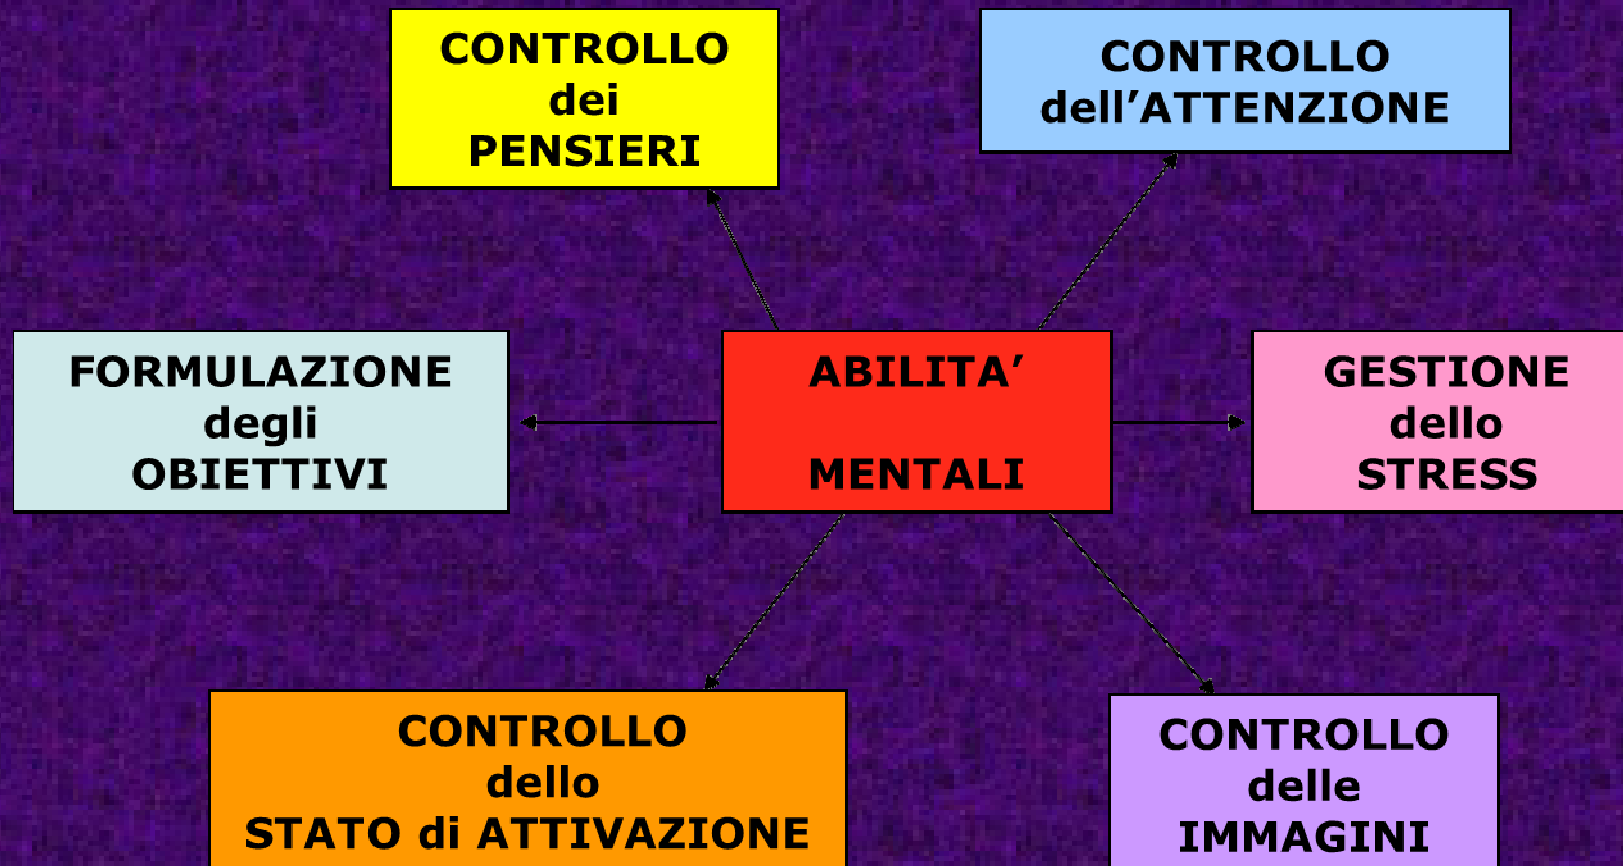 CONTROLLO
dei
PENSIERI
CONTROLLO
dell’ATTENZIONE
FORMULAZIONE
degli
OBIETTIVI
ABILITA’
MENTALI
GESTIONE
dello
STRESS
CONTROLLO
dello
STATO di ATTIVAZIONE
CONTROLLO
delle
IMMAGINI